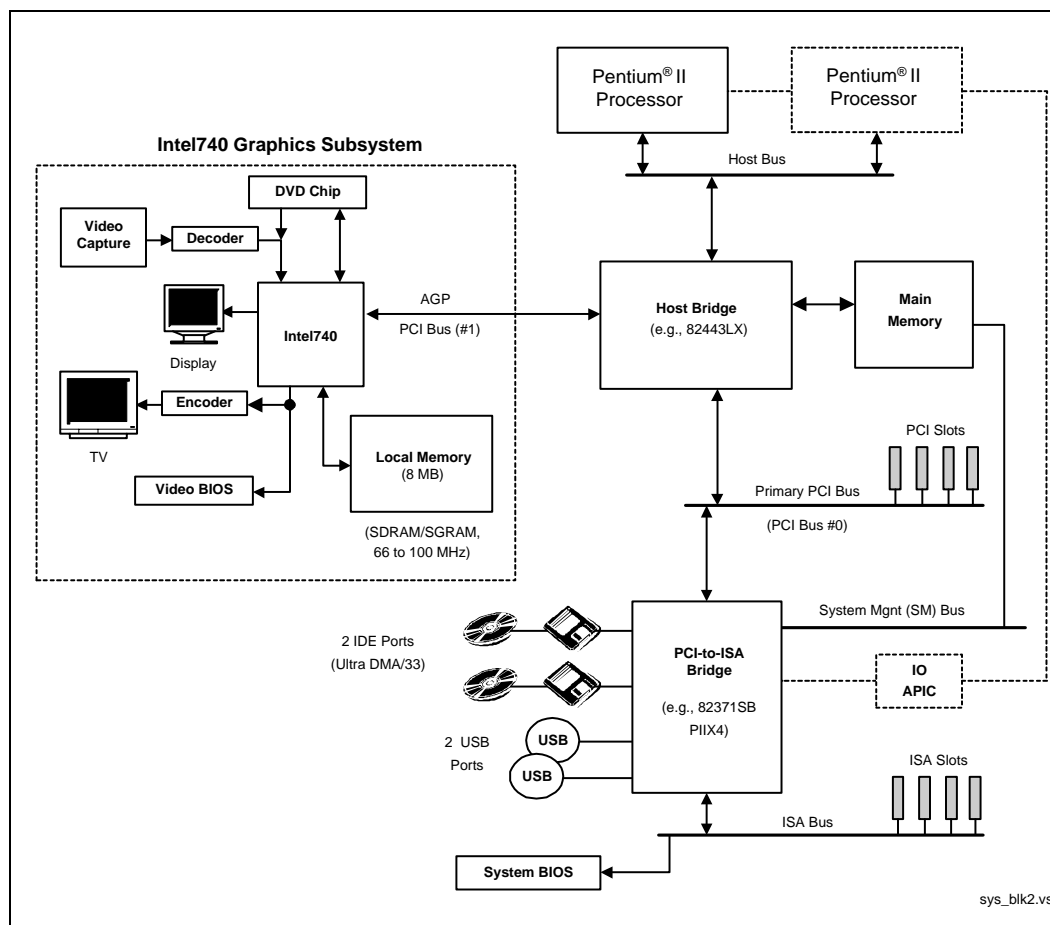 Pentium® II
Processor
Pentium® II
Processor
Intel740 Graphics Subsystem
Host Bus
DVD Chip
Video
Capture
Decoder
Display
Intel740
AGP
PCI Bus (#1)
Host Bridge
(e.g., 82443LX)
Main
Memory
Encoder
TV
Video BIOS
Local Memory
(8 MB)
(SDRAM/SGRAM,
66 to 100 MHz)
PCI Slots
Primary PCI Bus
(PCI Bus #0)
System Mgnt (SM) Bus
2 IDE Ports
(Ultra DMA/33)
PCI-to-ISA
Bridge
(e.g., 82371SB
PIIX4)
IO
APIC
2 USB
Ports
USB
USB
ISA Slots
ISA Bus
System BIOS
sys_blk2.vs